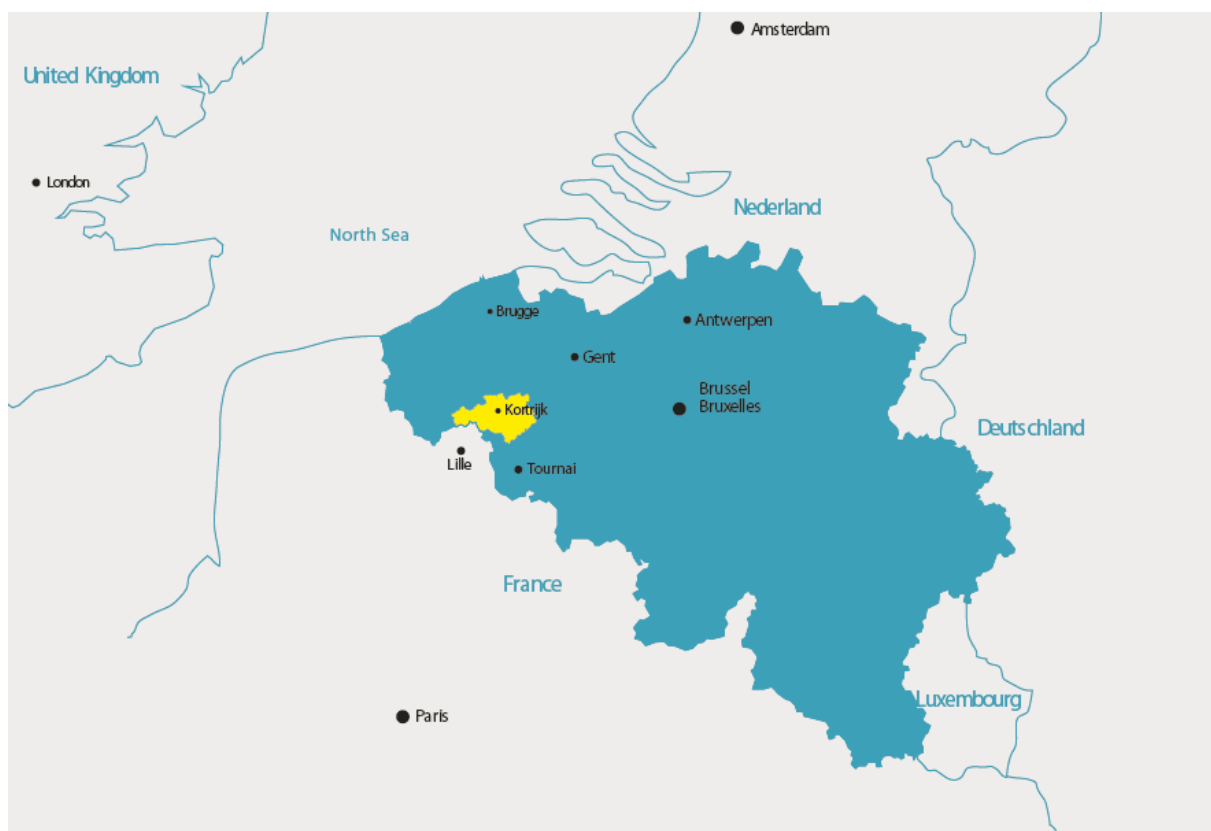 Amsterdam
United Kingdom
London
Nederland
North Sea
Brugge
Antwerpen
Gent
Brussel
Bruxelles
Kortrijk
Deutschland
Lille
Tournai
France
Luxembourg
Paris